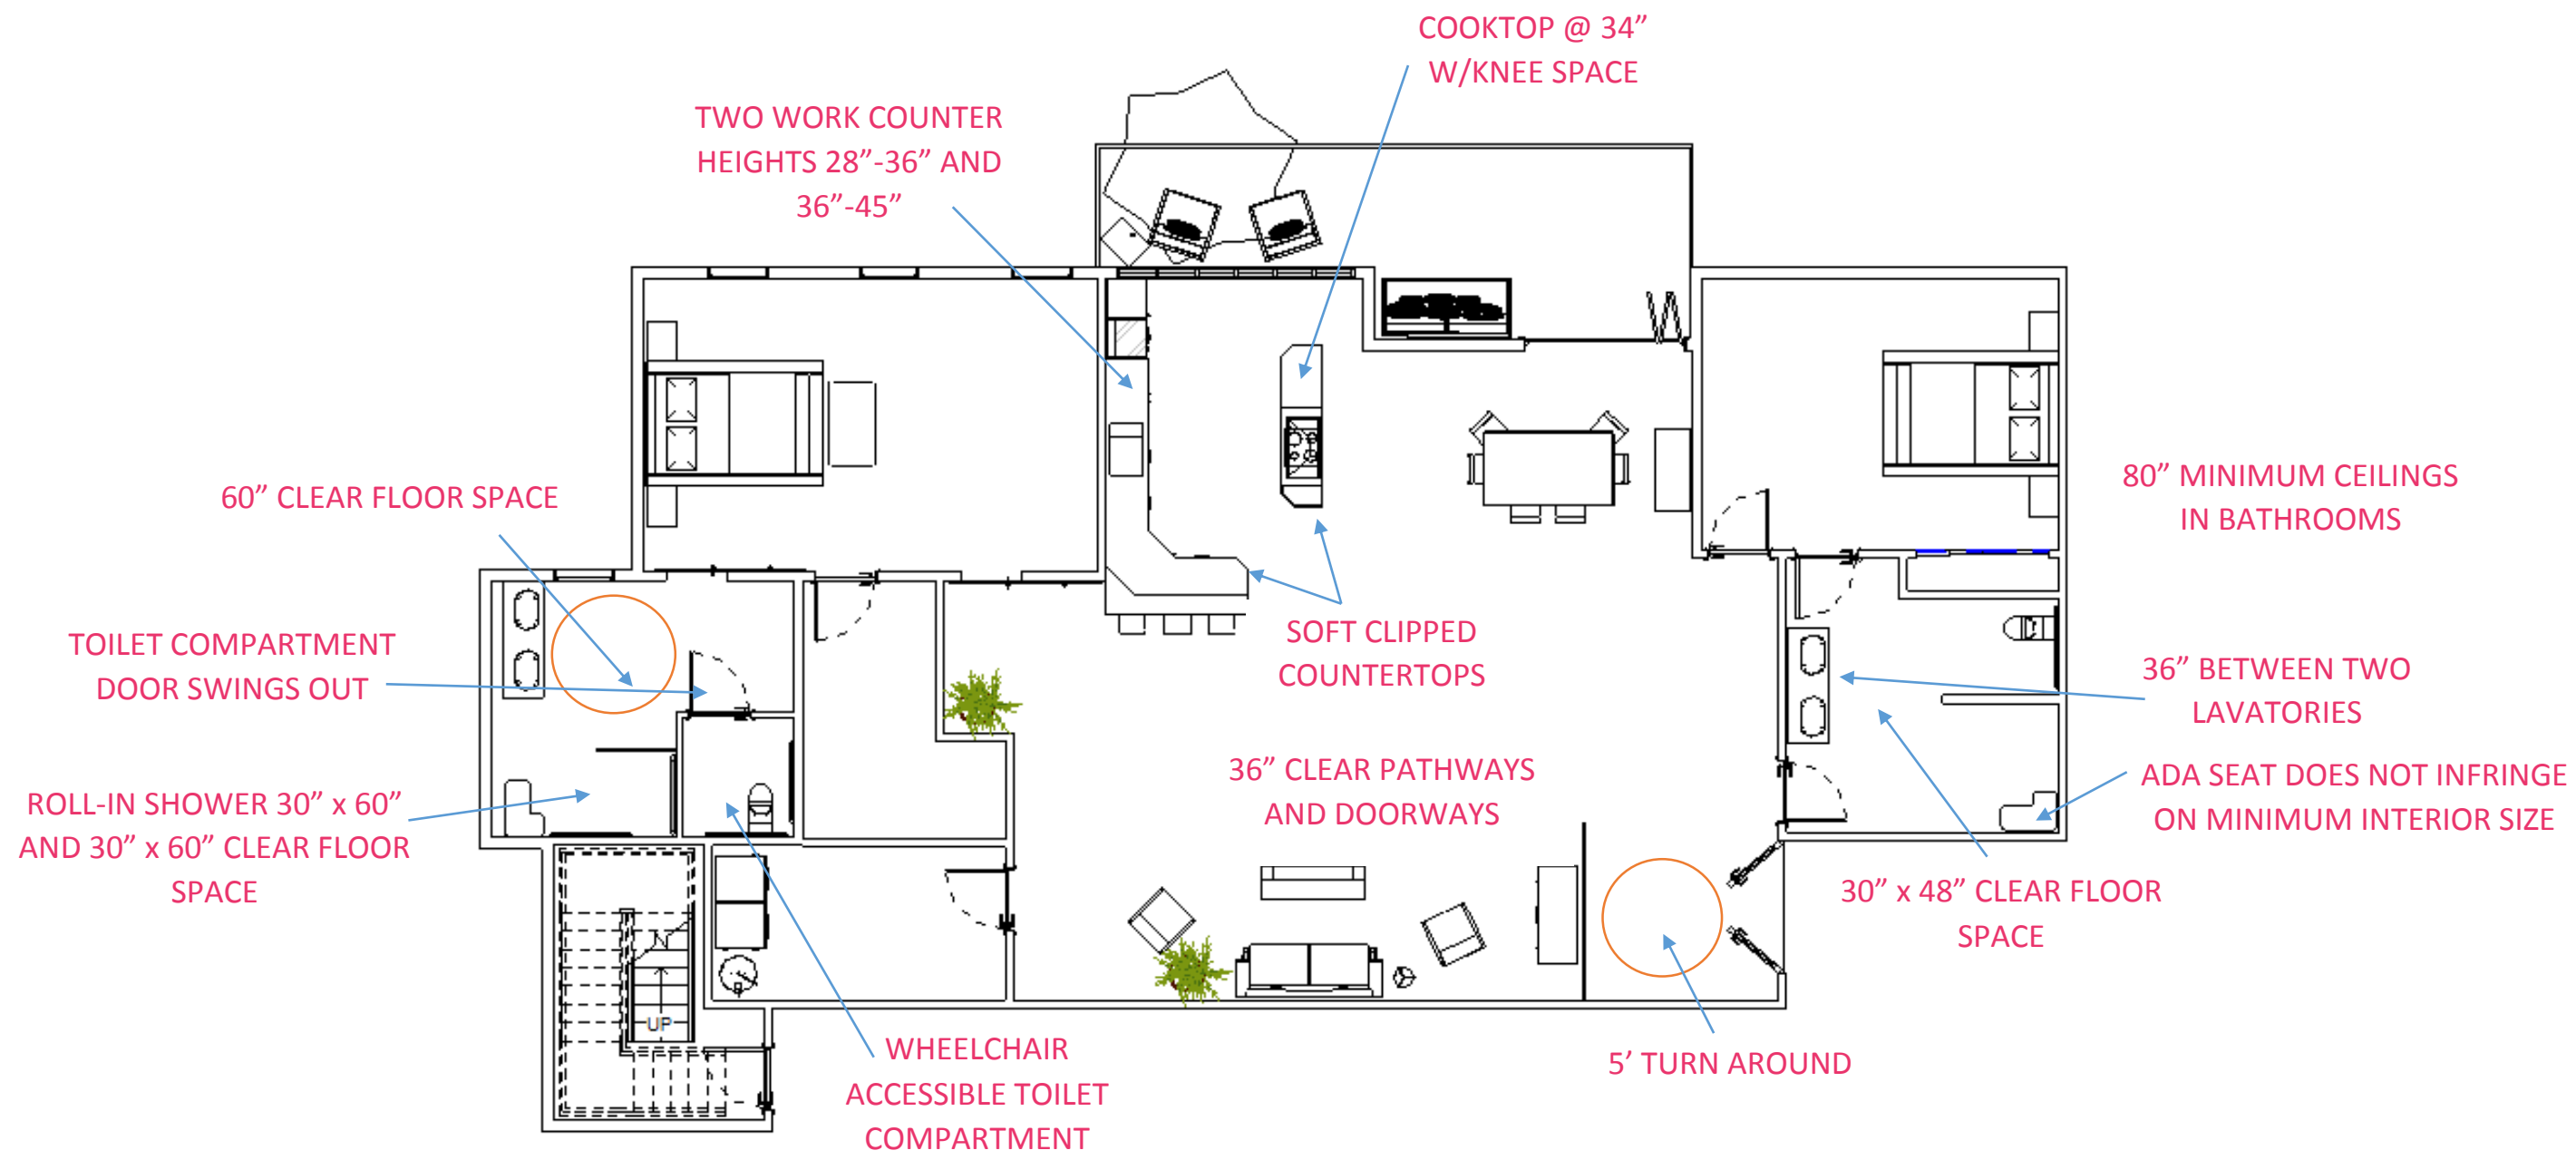 COOKTOP @ 34”
W/KNEE SPACE
TWO WORK COUNTER
HEIGHTS 28”-36” AND
36”-45”
60” CLEAR FLOOR SPACE
80” MINIMUM CEILINGS
IN BATHROOMS
TOILET COMPARTMENT
DOOR SWINGS OUT
SOFT CLIPPED
COUNTERTOPS
36” BETWEEN TWO
LAVATORIES
ROLL-IN SHOWER 30” x 60”
AND 30” x 60” CLEAR FLOOR
SPACE
36” CLEAR PATHWAYS
AND DOORWAYS
ADA SEAT DOES NOT INFRINGE
ON MINIMUM INTERIOR SIZE
30” x 48” CLEAR FLOOR
SPACE
UP
WHEELCHAIR
ACCESSIBLE TOILET
COMPARTMENT
5’ TURN AROUND